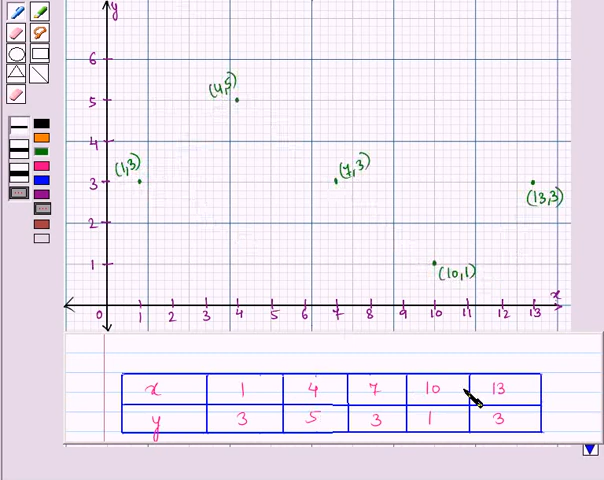 y
6
(4,5)
5
4
(1,3)
(7,3)
3
(13,3)
2
1
(10,1)
x
0 1 2 3 4 5 6 7 8 9 10 11 12 13
x 1 4 7 10 13
y 3 5 3 1 3